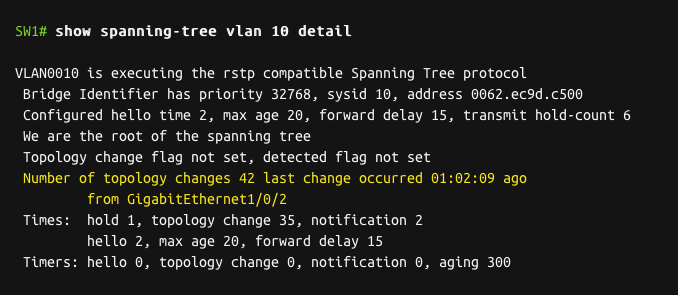 SW1# show spanning-tree vlan 10 detail
VLAN0010 is executing the rstp compatible Spanning Tree protocol
Bridge Identifier has priority 32768, sysid 10, address 0062.ec9d.c500
Configured hello time 2, max age 20, forward delay 15, transmit hold-count 6
We are the root of the spanning tree
Topology change flag not set, detected flag not set
Number of topology changes 42 last change occurred 01:02:09 ago
from GigabitEthernet1/0/2
Times: hold 1, topology change 35, notification 2
hello 2, max age 20, forward delay 15
Timers: hello 0, topology change 0, notification 0, aging 300